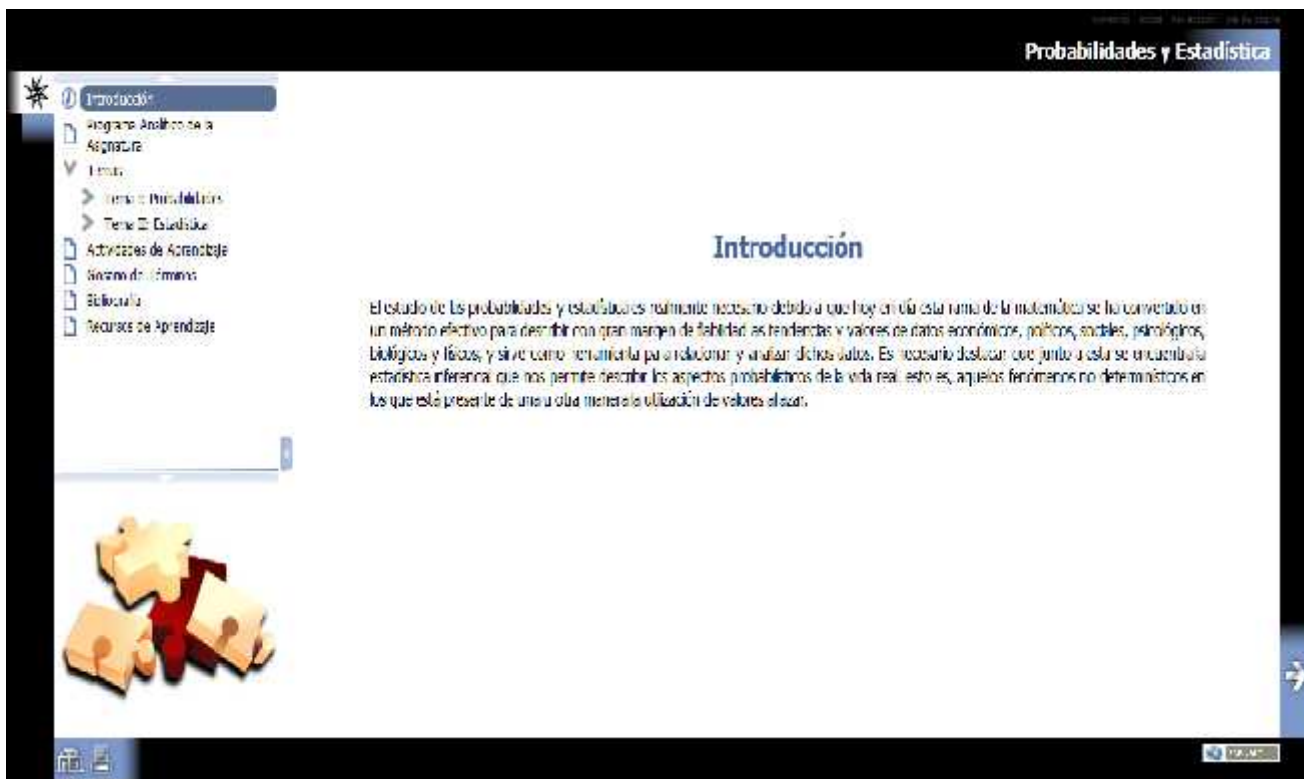 Probabilidades y Estadística
Introducción
Programa Analítico de la
Asignatura
Temas
Tema I: Probabilidades
Tema II: Estadística
Actividades de Aprendizaje
Glosario de Términos
Bibliografía
Recursos de Aprendizaje
Introducción
El estudio de las probabilidades y estadística es realmente necesario debido a que hoy en día esta rama de la matemática se ha convertido en
un método efectivo para describir con gran margen de fiabilidad las tendencias y valores de datos económicos, políticos, sociales, psicológicos,
biológicos y físicos, y sirve como herramienta para relacionar y analizar dichos datos. Es necesario destacar que junto a esta se encuentra la
estadística inferencial que nos permite describir los aspectos probabilísticos de la vida real, esto es, aquellos fenómenos no determinísticos en
los que está presente de una u otra manera la utilización de valores al azar.